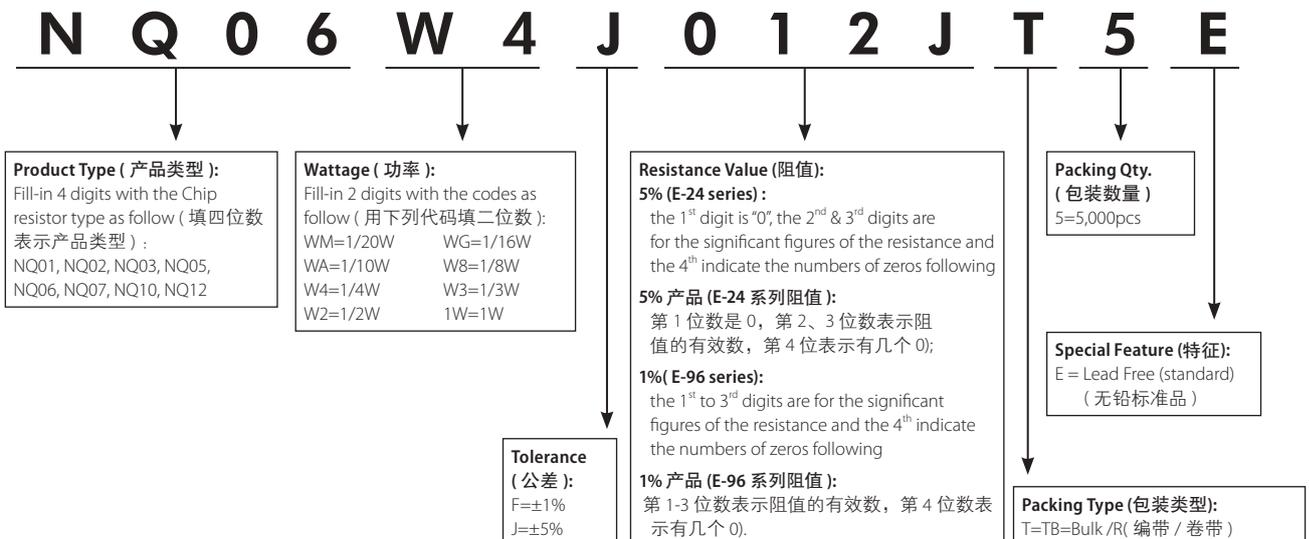 N Q 0 6 W 4 J 0 1 2 J T 5 E
Product Type ( 产品类型 ):
Fill-in 4 digits with the Chip
resistor type as follow ( 填四位数
表示产品类型 ) :
NQ01, NQ02, NQ03, NQ05,
NQ06, NQ07, NQ10, NQ12
Wattage ( 功率 ):
Fill-in 2 digits with the codes as
follow ( 用下列代码填二位数 ):
WM=1/20W WG=1/16W
WA=1/10W W8=1/8W
W4=1/4W W3=1/3W
W2=1/2W 1W=1W
Tolerance
( 公差 ):
F=±1%
J=±5%
Resistance Value (阻值):
5% (E-24 series) :
the 1st digit is “0”, the 2nd & 3rd digits are
for the significant figures of the resistance and
the 4th indicate the numbers of zeros following
5% 产品 (E-24 系列阻值 ):
第 1 位数是 0，第 2、3 位数表示阻
值的有效数，第 4 位表示有几个 0);
1%( E-96 series):
the 1st to 3rd digits are for the significant
figures of the resistance and the 4th indicate
the numbers of zeros following
1% 产品 (E-96 系列阻值 ):
第 1-3 位数表示阻值的有效数，第 4 位数表
示有几个 0).
Packing Qty.
( 包装数量 )
5=5,000pcs
Special Feature (特征):
E = Lead Free (standard)
( 无铅标准品 )
Packing Type (包装类型):
T=TB=Bulk /R( 编带 / 卷带 )